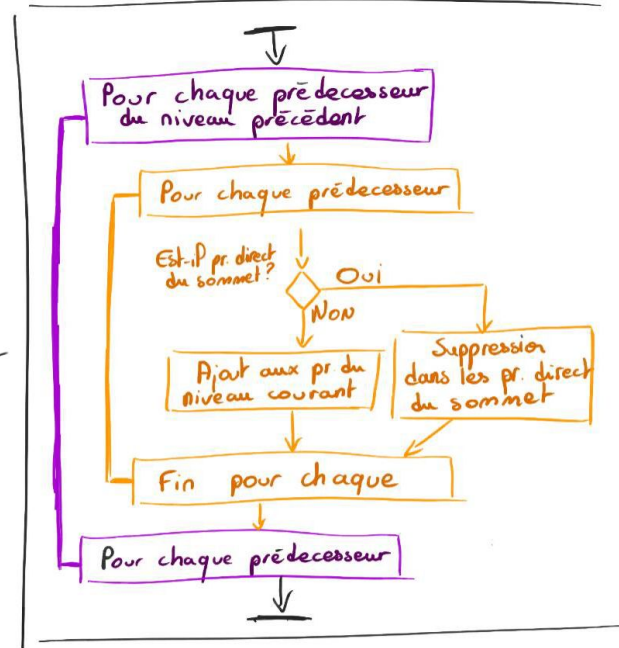 Pour chaque prédecesseur
du niveau précédent
Pour chaque prédecesseur
Est-il pr. direct
du sommet?
Oui
NON
Ajout aux pr du
niveau courant
Suppression
dans les pr. direct
du sommet
Fin pour chaque
Pour chaque prédecesseur